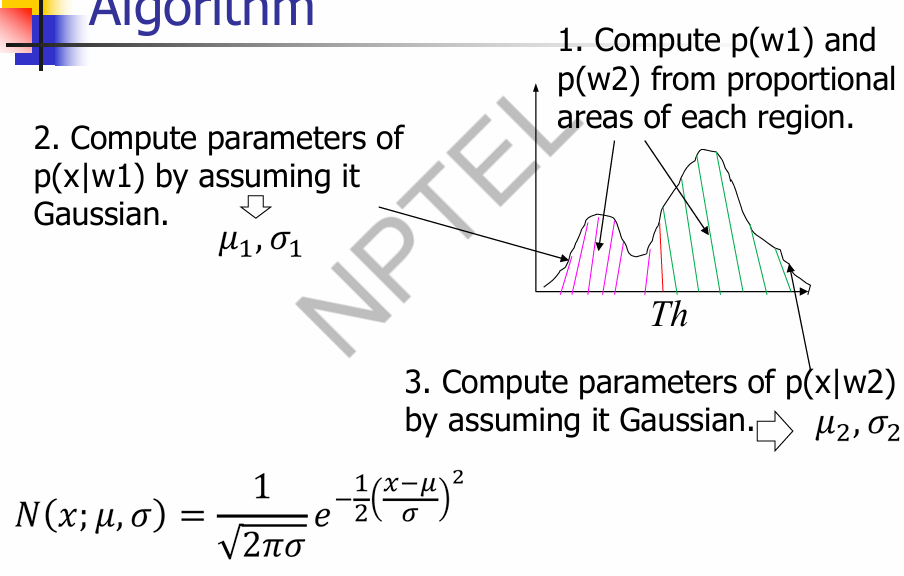 Algorithm
1. Compute p(w1) and
p(w2) from proportional
areas of each region.
2. Compute parameters of
p(x|w1) by assuming it
Gaussian.
μ₁, σ₁
NPTEL
Th
3. Compute parameters of p(x|w2)
by assuming it Gaussian.
μ₂, σ₂
N(x; μ, σ) = 1/√(2πσ) e^(−1/2((x−μ)/σ)²)